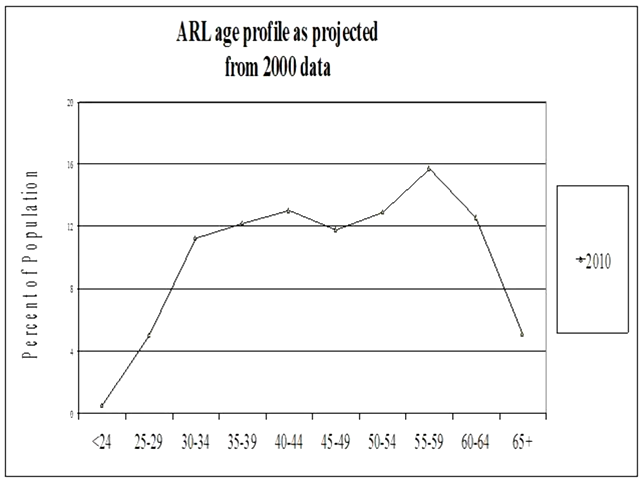 ARL age profile as projected
from 2000 data
Percent of Population
20
16
12
8
4
0
<24 25-29 30-34 35-39 40-44 45-49 50-54 55-59 60-64 65+
2010